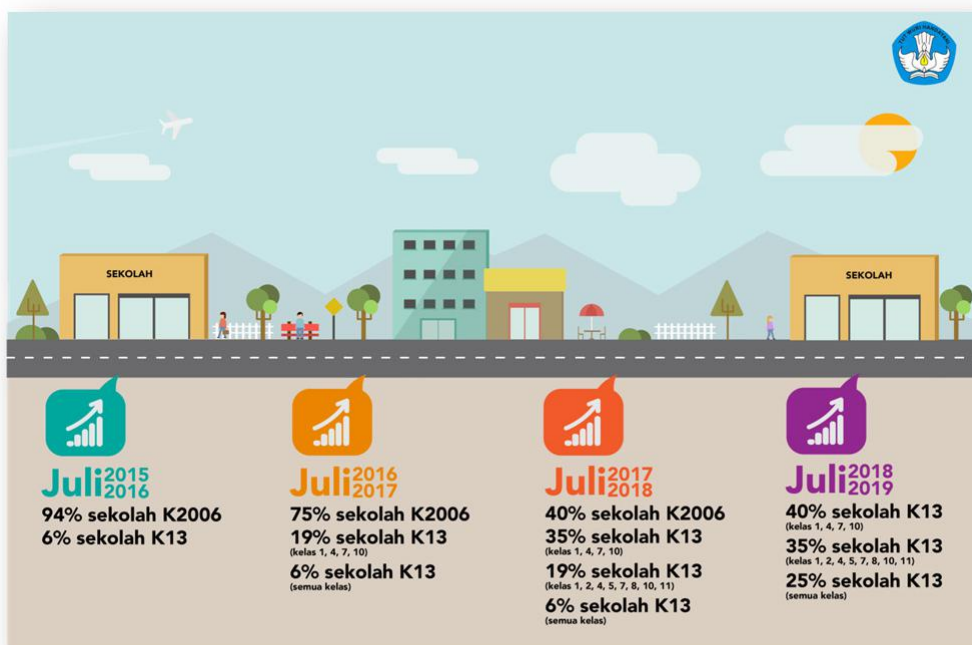 TUT WURI HANDAYANI
SEKOLAH
SEKOLAH
Juli 2015
2016
94% sekolah K2006
6% sekolah K13
Juli 2016
2017
75% sekolah K2006
19% sekolah K13
(kelas 1, 4, 7, 10)
6% sekolah K13
(semua kelas)
Juli 2017
2018
40% sekolah K2006
35% sekolah K13
(kelas 1, 4, 7, 10)
19% sekolah K13
(kelas 1, 2, 4, 5, 7, 8, 10, 11)
6% sekolah K13
(semua kelas)
Juli 2018
2019
40% sekolah K13
(kelas 1, 4, 7, 10)
35% sekolah K13
(kelas 1, 2, 4, 5, 7, 8, 10, 11)
25% sekolah K13
(semua kelas)